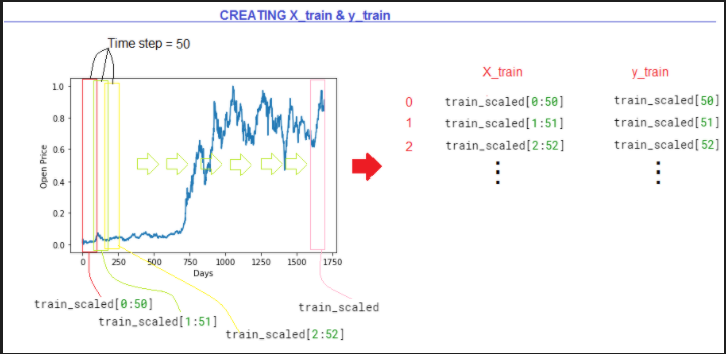 CREATING X_train & y_train
Time step = 50
X_train y_train
0 train_scaled[0:50] train_scaled[50]
1 train_scaled[1:51] train_scaled[51]
2 train_scaled[2:52] train_scaled[52]
1.0
0.8
0.6
0.4
0.2
0.0
Open Price
0 250 500 750 1000 1250 1500 1750
Days
train_scaled[0:50]
train_scaled[1:51]
train_scaled[2:52]
train_scaled